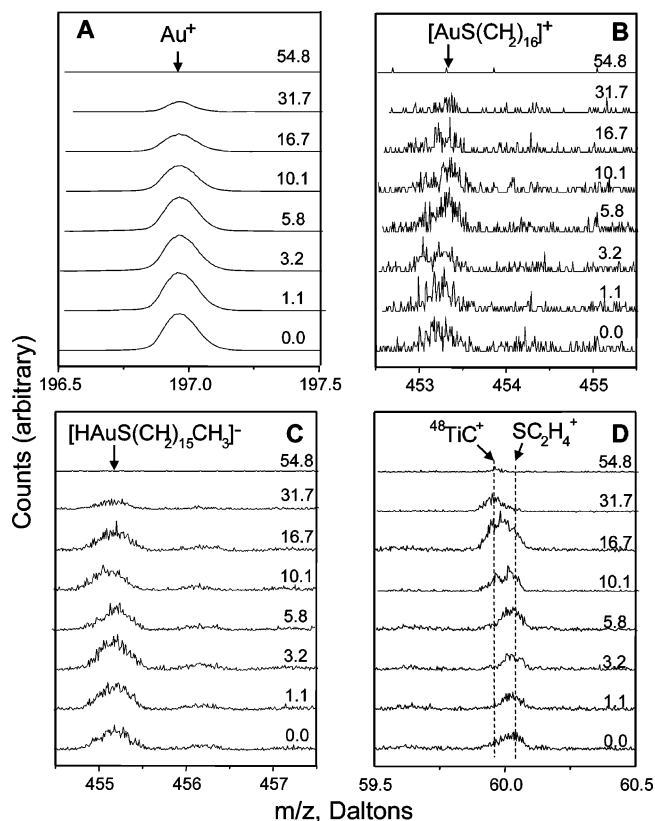 A
Au⁺
54.8
31.7
16.7
10.1
5.8
3.2
1.1
0.0
196.5 197.0 197.5
B
[AuS(CH₂)₁₆]⁺
54.8
31.7
16.7
10.1
5.8
3.2
1.1
0.0
453 454 455
Counts (arbitrary)
C
[HAuS(CH₂)₁₅CH₃]⁻
54.8
31.7
16.7
10.1
5.8
3.2
1.1
0.0
455 456 457
D
⁴⁸TiC⁺ SC₂H₄⁺
54.8
31.7
16.7
10.1
5.8
3.2
1.1
0.0
59.5 60.0 60.5
m/z, Daltons